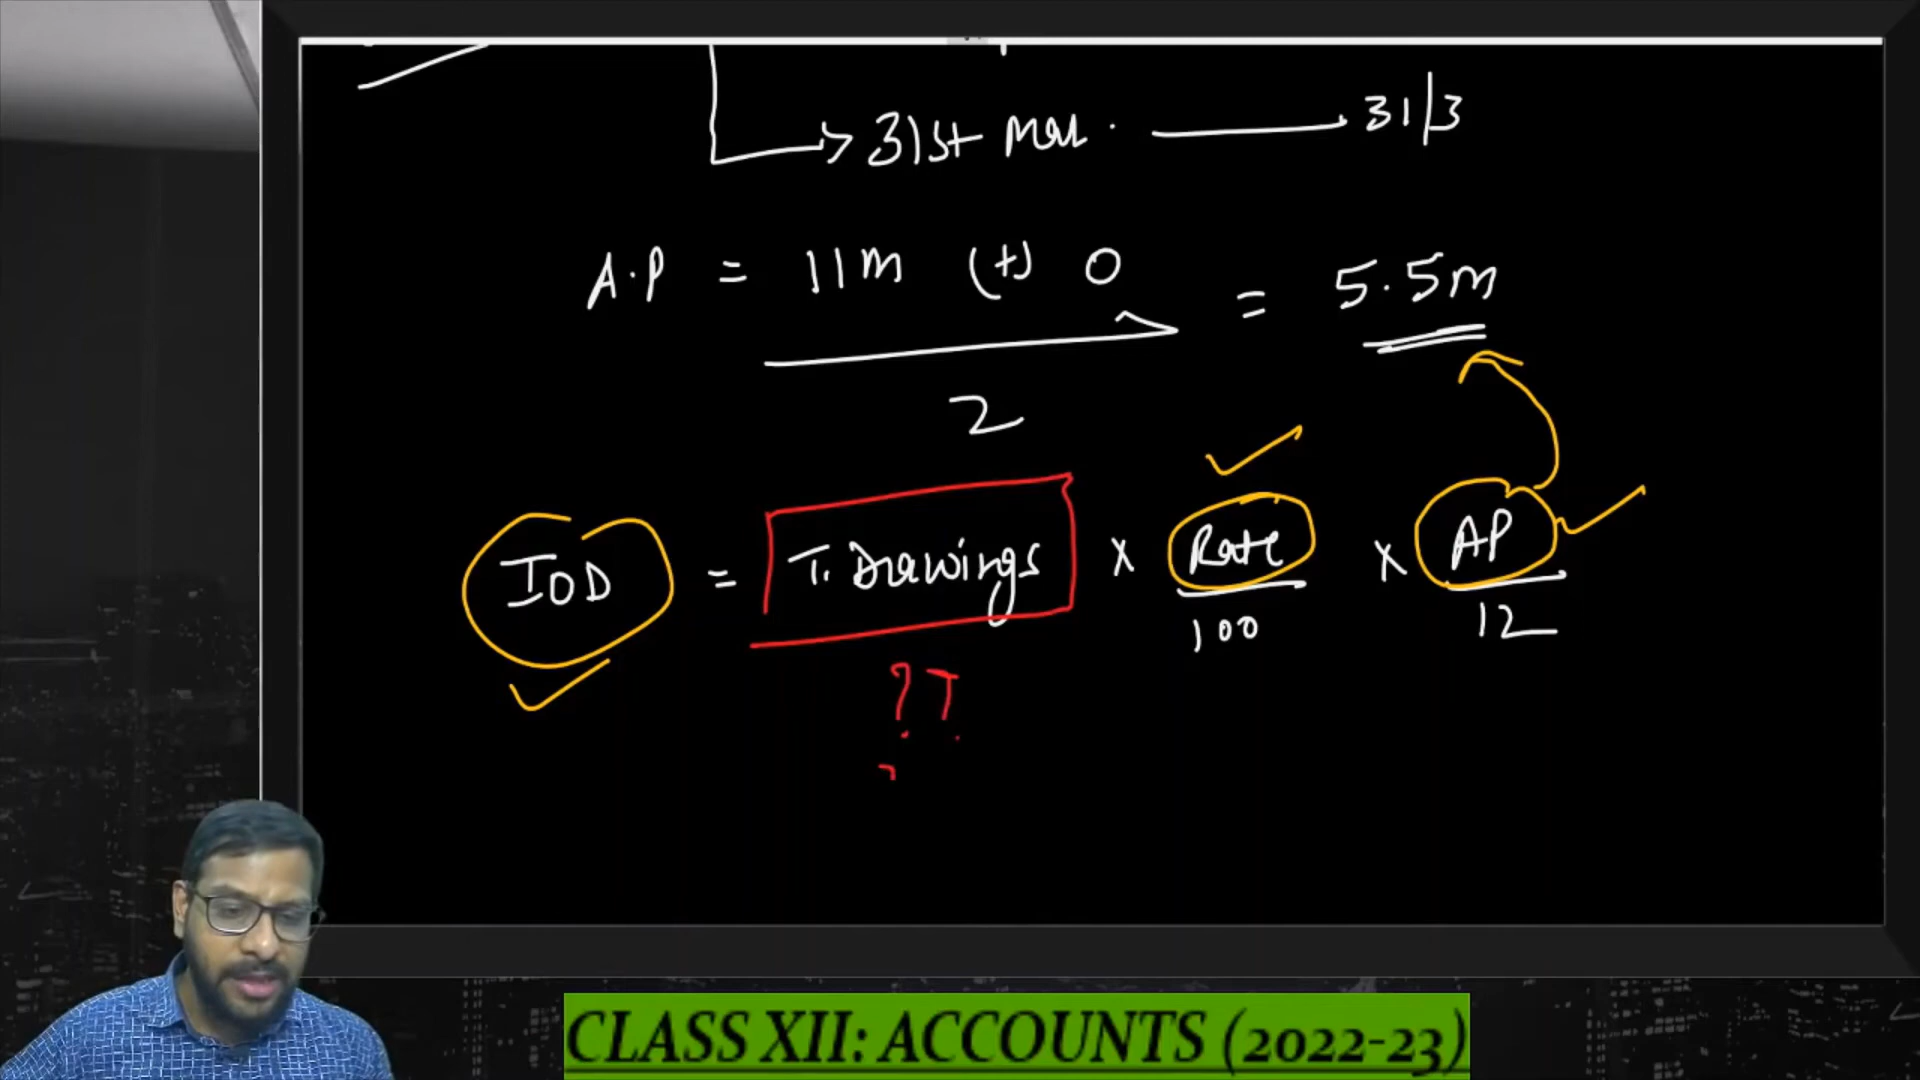 31st Mar. 31/3
A.P = 11m (+) 0 = 5.5m
2
IOD = T. Drawings × Rate × AP
100 12
??
CLASS XII: ACCOUNTS (2022-23)